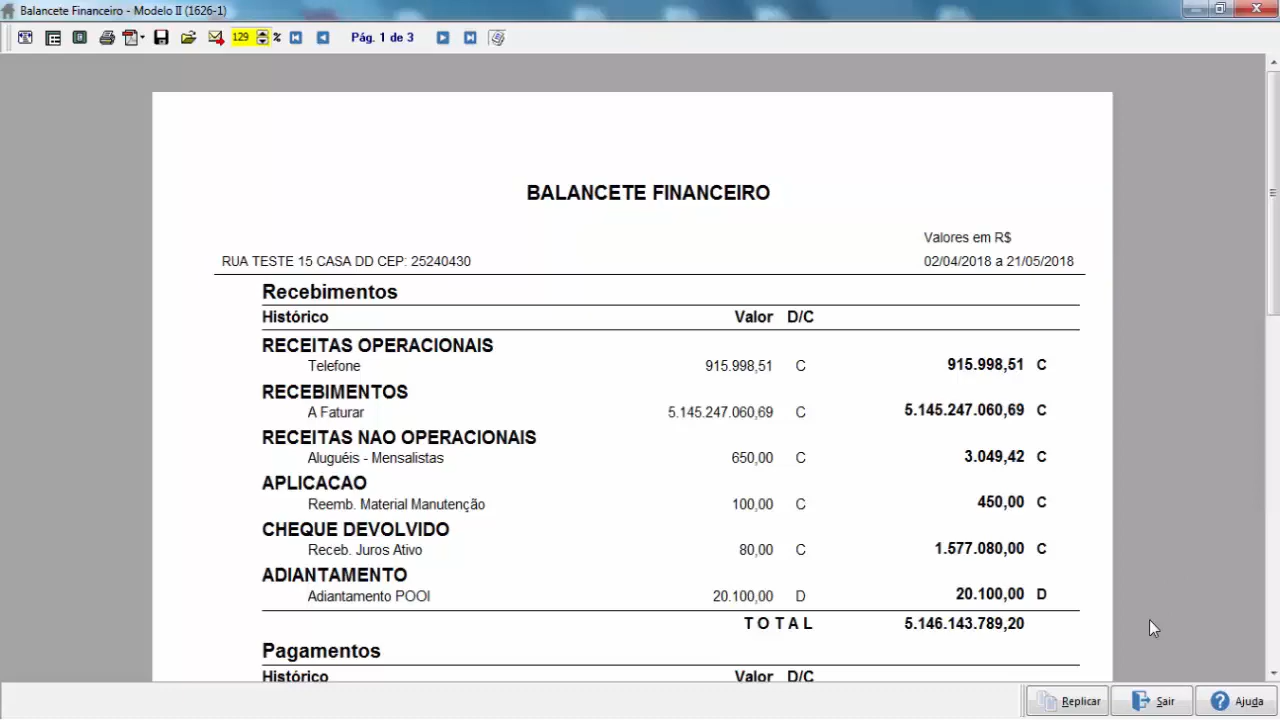 Balancete Financeiro - Modelo II (1626-1)
129 % Pág. 1 de 3
BALANCETE FINANCEIRO
Valores em R$
RUA TESTE 15 CASA DD CEP: 25240430 02/04/2018 a 21/05/2018
Recebimentos
Histórico Valor D/C
RECEITAS OPERACIONAIS
Telefone 915.998,51 C 915.998,51 C
RECEBIMENTOS
A Faturar 5.145.247.060,69 C 5.145.247.060,69 C
RECEITAS NAO OPERACIONAIS
Aluguéis - Mensalistas 650,00 C 3.049,42 C
APLICACAO
Reemb. Material Manutenção 100,00 C 450,00 C
CHEQUE DEVOLVIDO
Receb. Juros Ativo 80,00 C 1.577.080,00 C
ADIANTAMENTO
Adiantamento POOl 20.100,00 D 20.100,00 D
T O T A L 5.146.143.789,20
Pagamentos
Histórico Valor D/C
Replicar Sair Ajuda